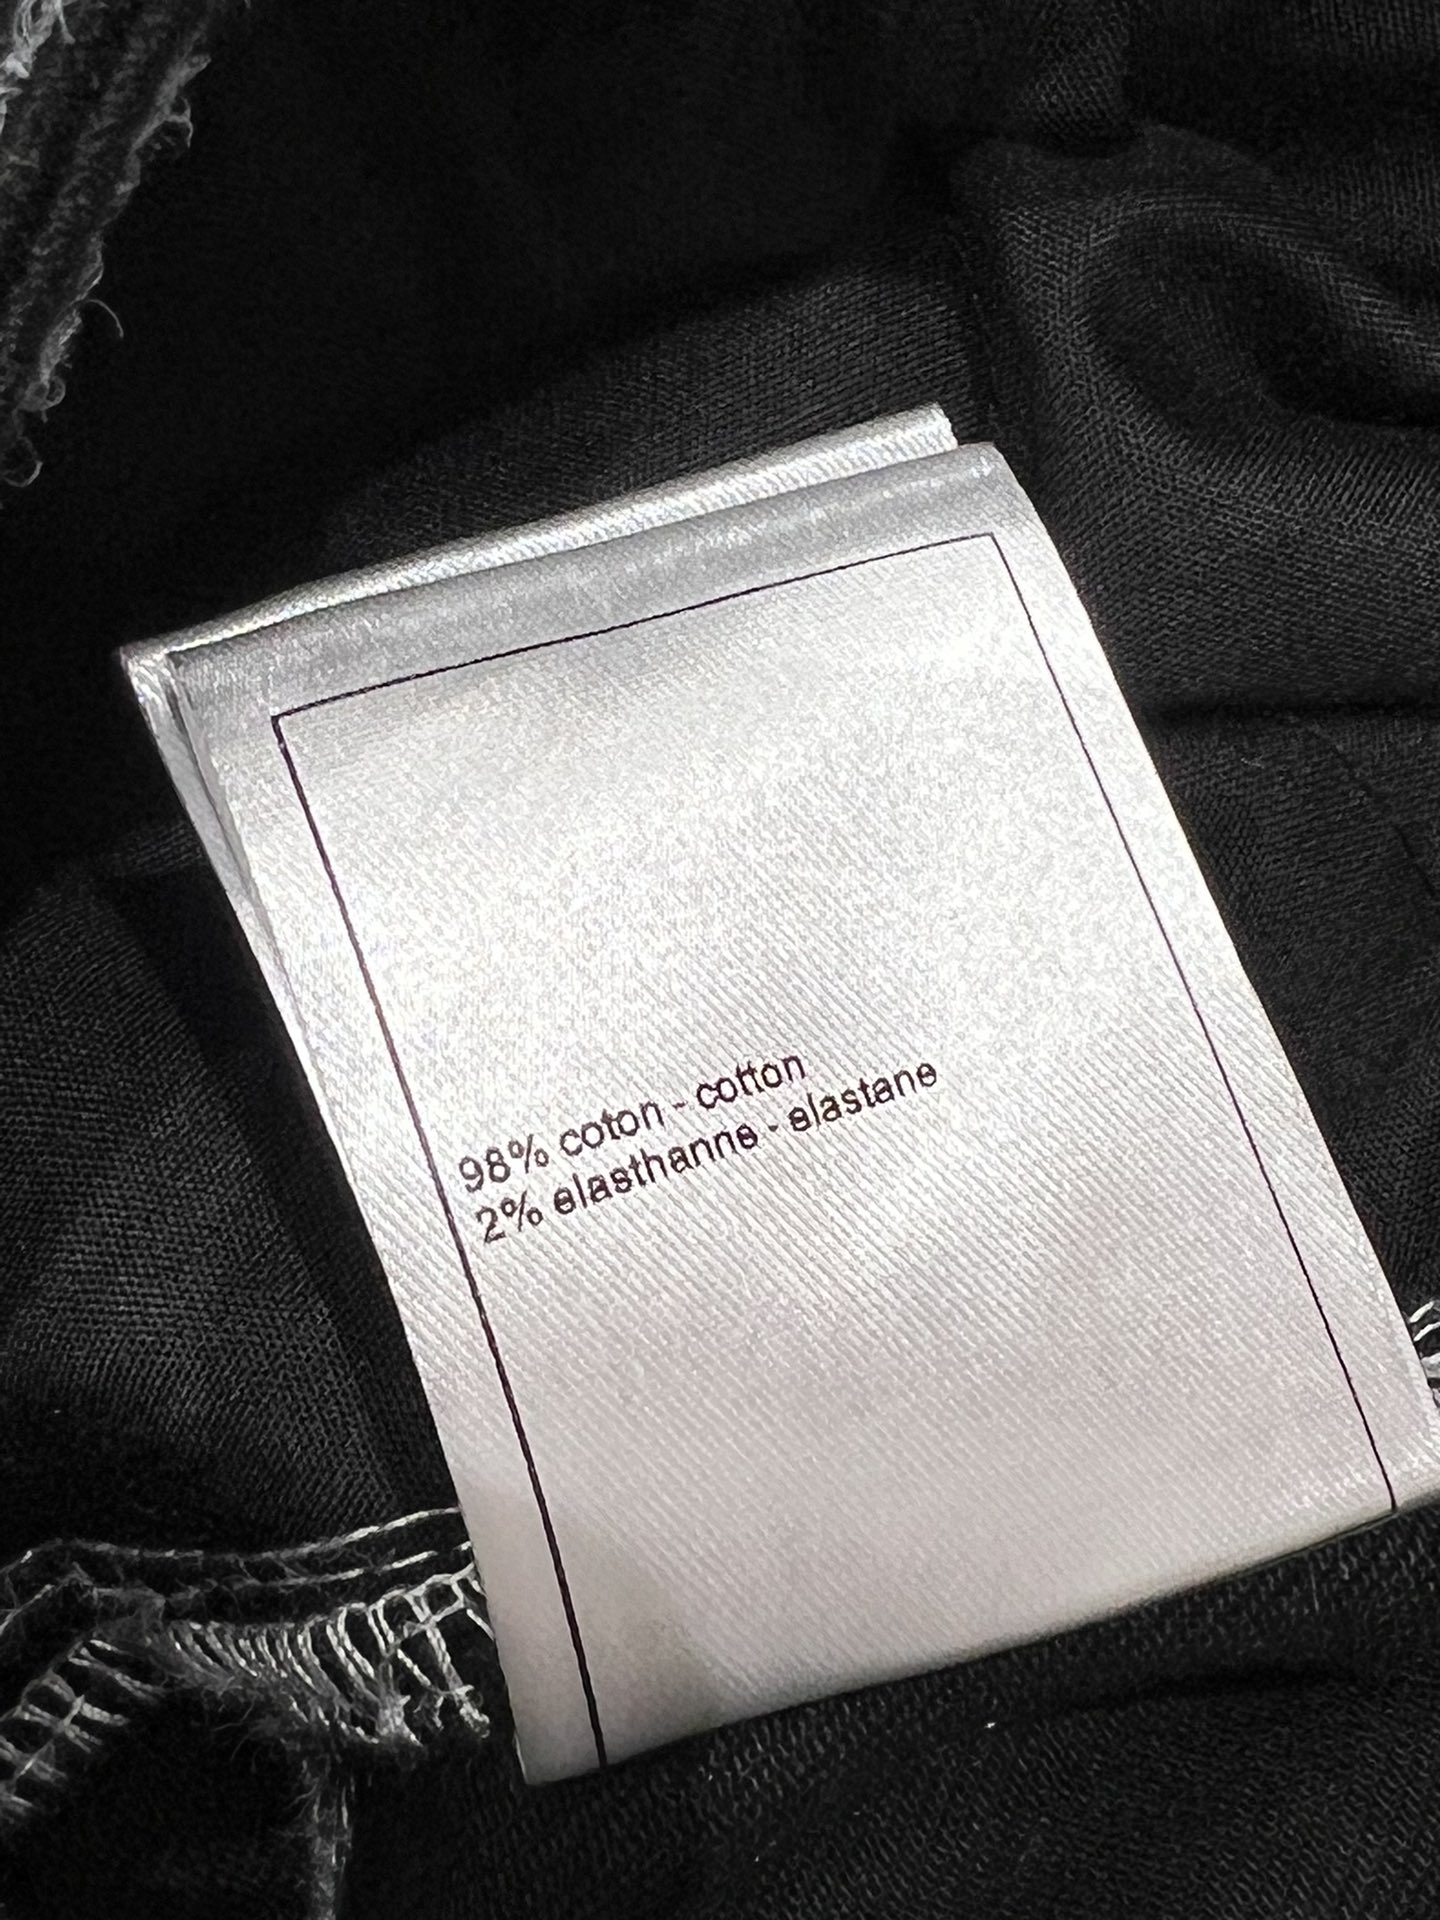 98% coton - cotton
2% elasthanne - elastane